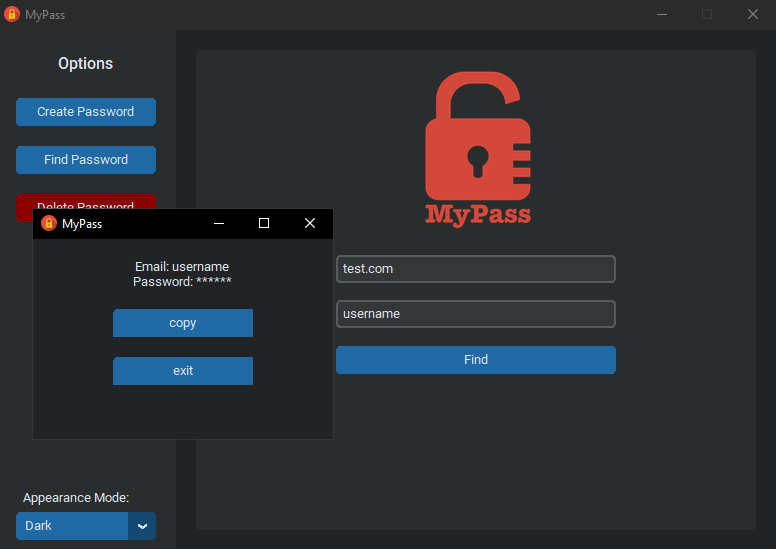 MyPass
Options
Create Password
Find Password
Delete Password
MyPass
Email: username
Password: ******
copy
exit
Appearance Mode:
Dark
MyPass
test.com
username
Find